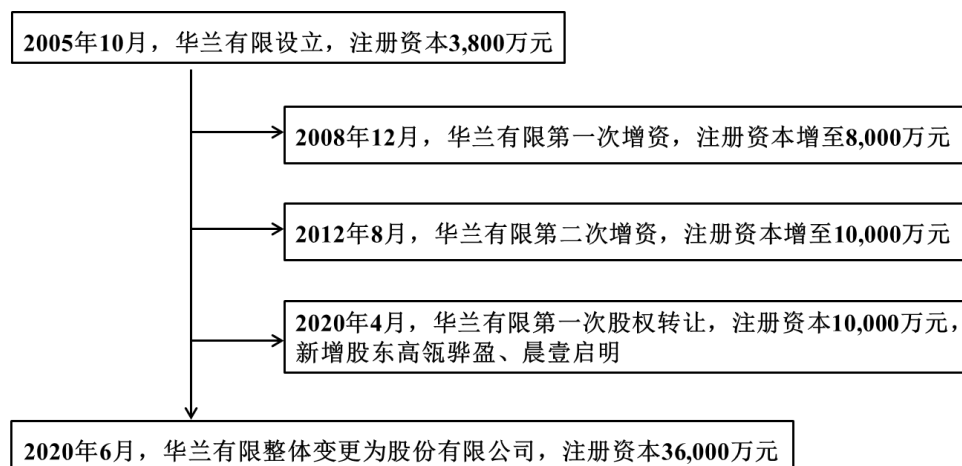 2005年10月，华兰有限设立，注册资本3,800万元
2008年12月，华兰有限第一次增资，注册资本增至8,000万元
2012年8月，华兰有限第二次增资，注册资本增至10,000万元
2020年4月，华兰有限第一次股权转让，注册资本10,000万元，
新增股东高瓴骅盈、晨壹启明
2020年6月，华兰有限整体变更为股份有限公司，注册资本36,000万元